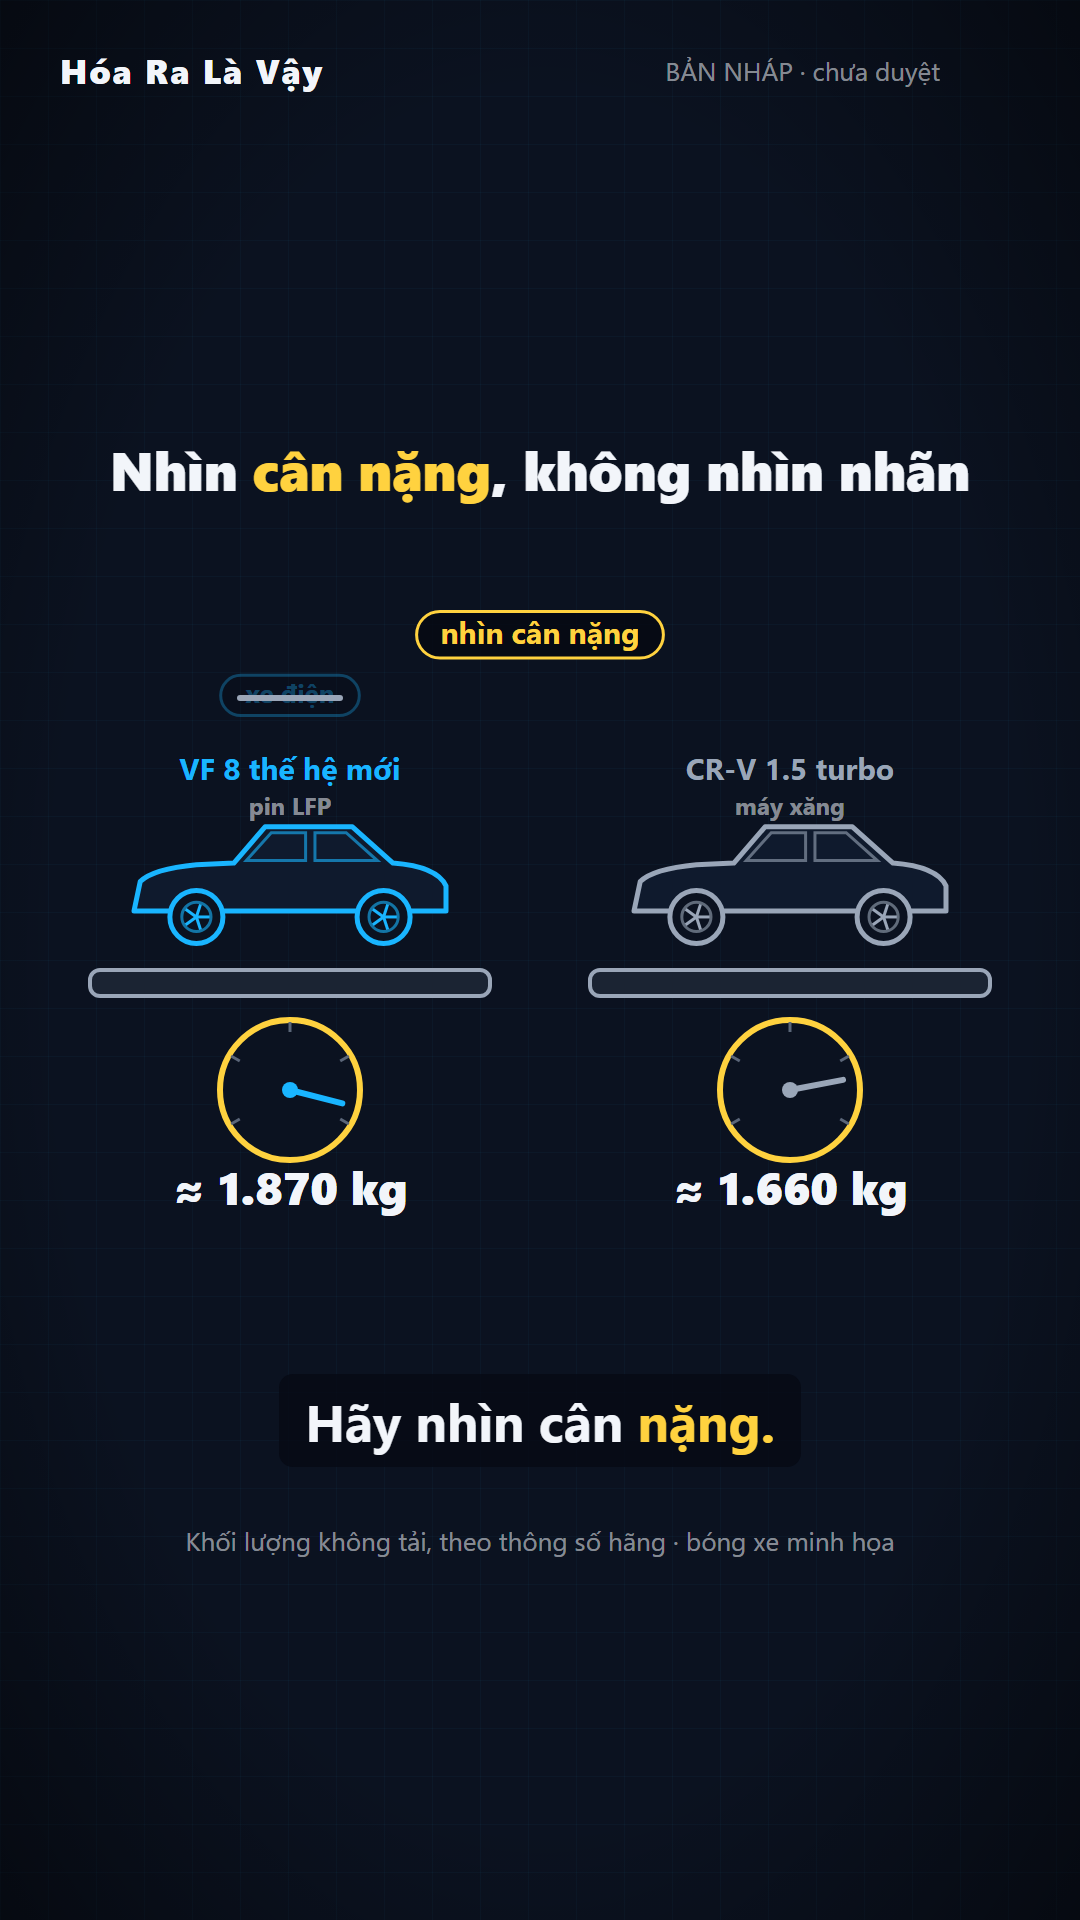 Hóa Ra Là Vậy
BẢN NHÁP · chưa duyệt
Nhìn cân nặng, không nhìn nhãn
nhìn cân nặng
xe điện
VF 8 thế hệ mới
pin LFP
CR-V 1.5 turbo
máy xăng
≈ 1.870 kg
≈ 1.660 kg
Hãy nhìn cân nặng.
Khối lượng không tải, theo thông số hãng · bóng xe minh họa